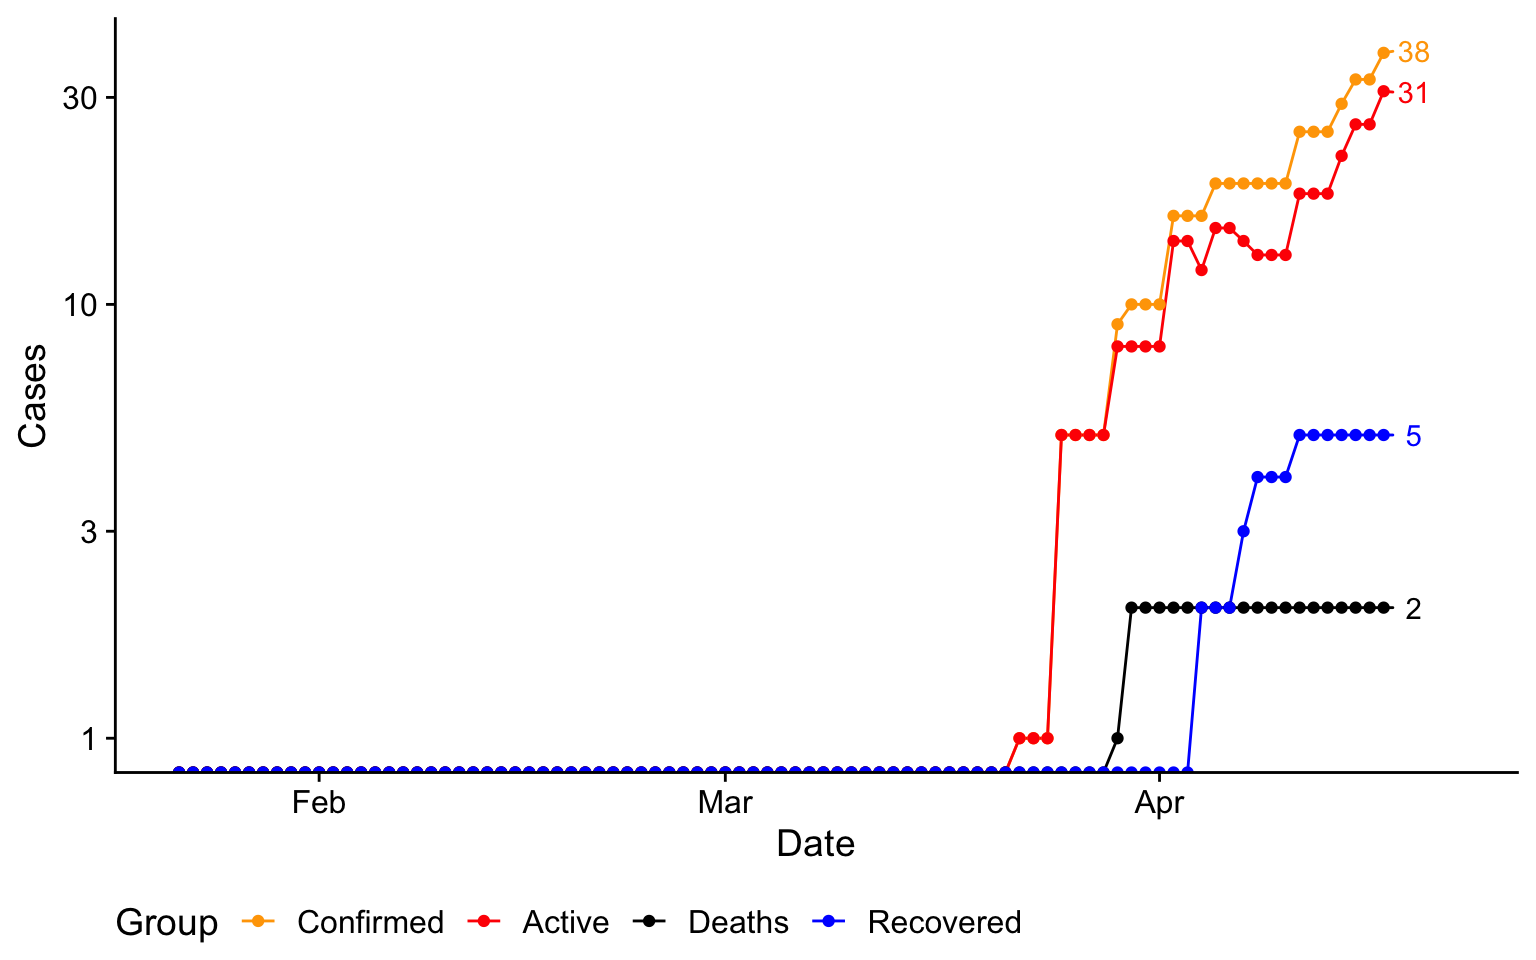 38
31
30
10
5
3
2
1
Cases
Feb Mar Apr
Date
Group Confirmed Active Deaths Recovered